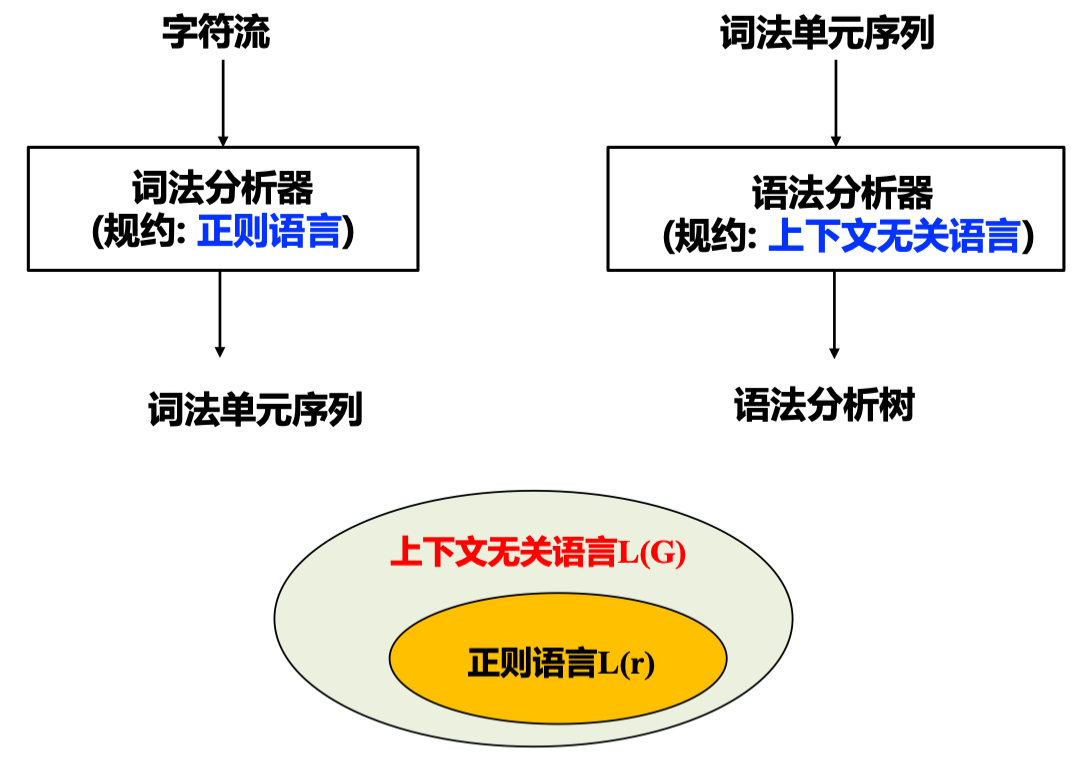 字符流
词法分析器
(规约: 正则语言)
词法单元序列
词法单元序列
语法分析器
(规约: 上下文无关语言)
语法分析树
上下文无关语言L(G)
正则语言L(r)